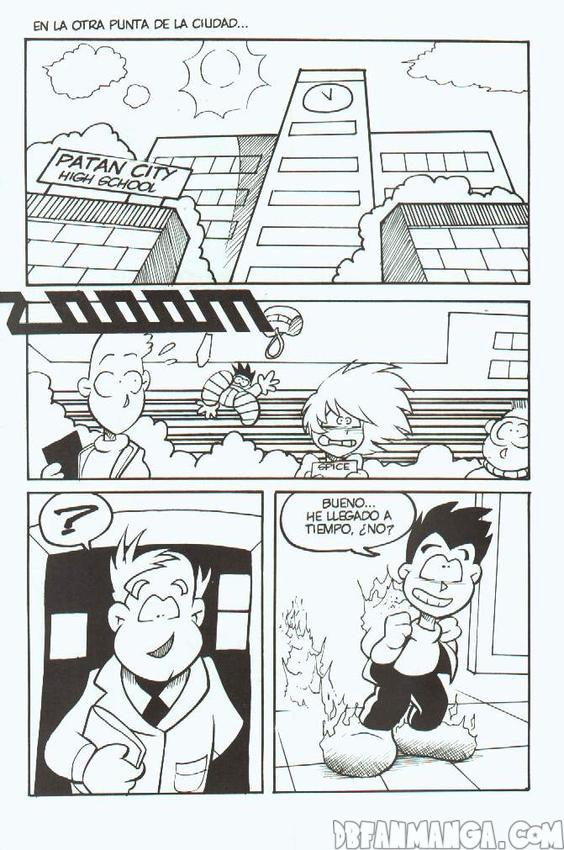 EN LA OTRA PUNTA DE LA CIUDAD...
PATAN CITY
HIGH SCHOOL
ZOOOM
SPICE
?
BUENO...
HE LLEGADO A
TIEMPO, ¿NO?
DBFANMANGA.COM